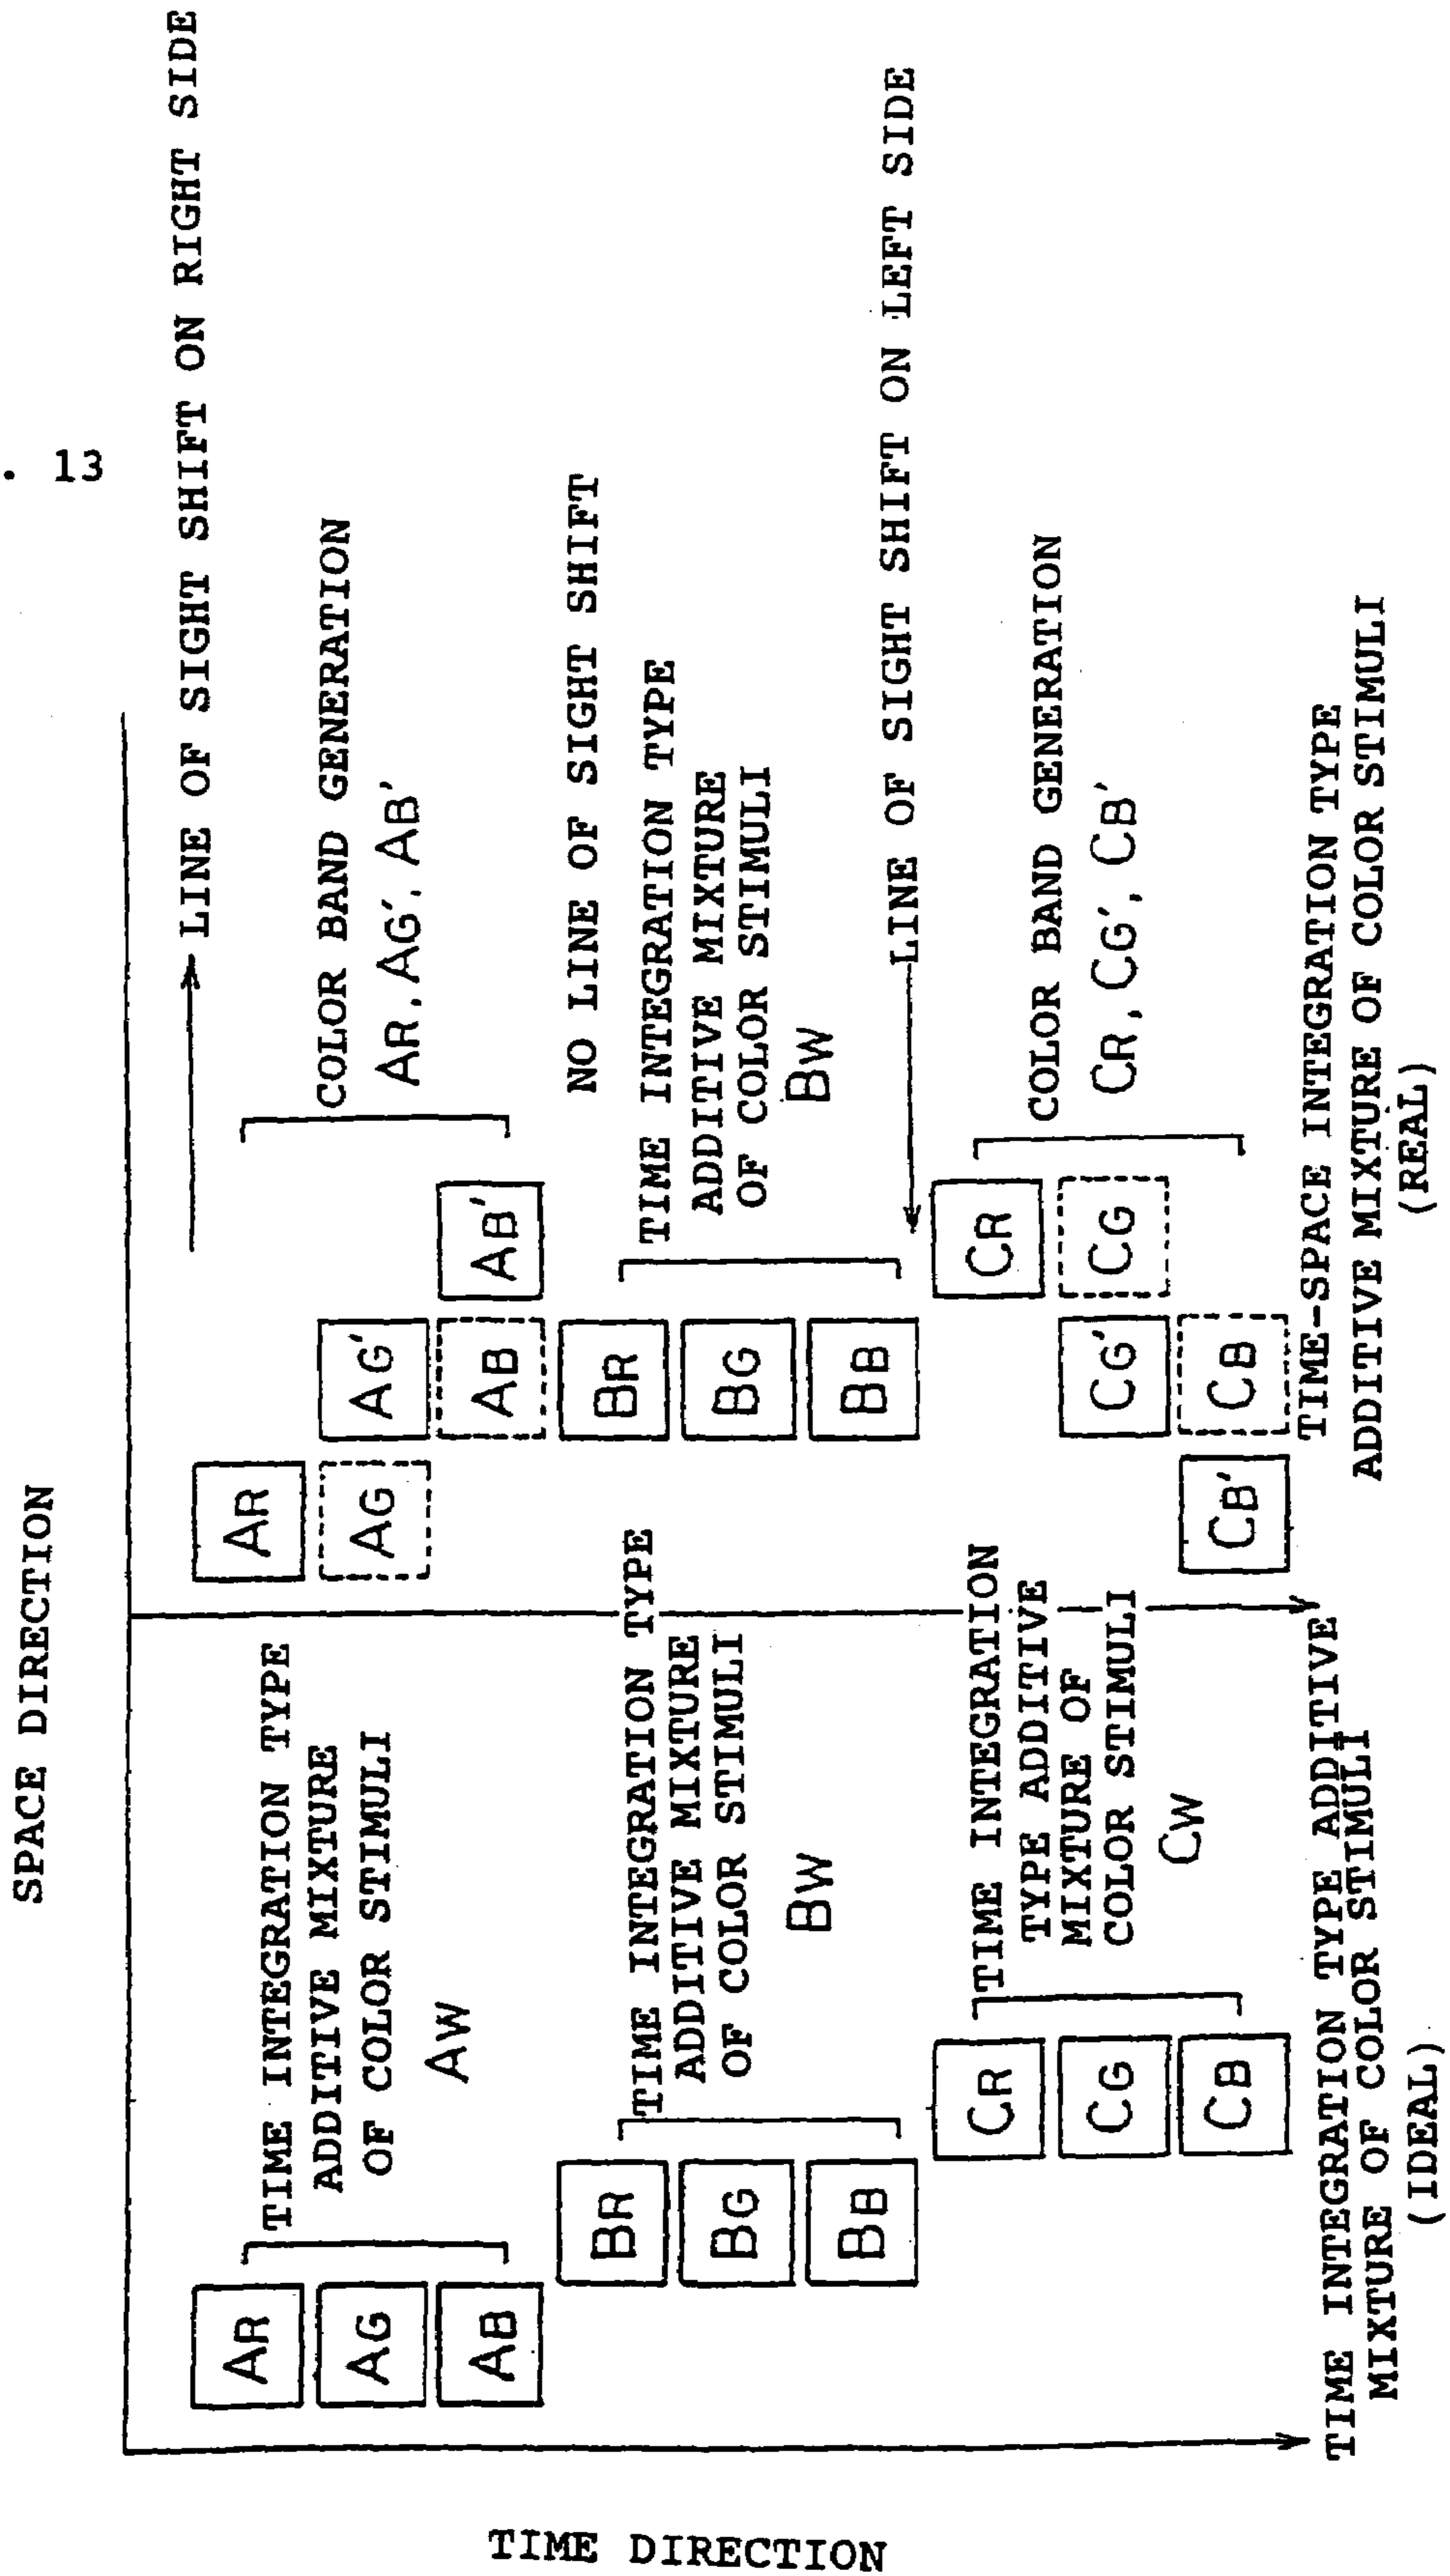 . 13
SPACE DIRECTION
TIME DIRECTION
AR
AG
AB
TIME INTEGRATION TYPE
ADDITIVE MIXTURE
OF COLOR STIMULI
AW
BR
BG
BB
TIME INTEGRATION TYPE
ADDITIVE MIXTURE
OF COLOR STIMULI
BW
CR
CG
CB
TIME INTEGRATION
TYPE ADDITIVE
MIXTURE OF
COLOR STIMULI
CW
TIME INTEGRATION TYPE ADDITIVE
MIXTURE OF COLOR STIMULI
(IDEAL)
LINE OF SIGHT SHIFT ON RIGHT SIDE
AR
AG
AG'
AB
AB'
COLOR BAND GENERATION
AR, AG', AB'
NO LINE OF SIGHT SHIFT
BR
BG
BB
TIME INTEGRATION TYPE
ADDITIVE MIXTURE
OF COLOR STIMULI
BW
LINE OF SIGHT SHIFT ON LEFT SIDE
CR
CG'
CG
CB'
CB
COLOR BAND GENERATION
CR, CG', CB'
TIME-SPACE INTEGRATION TYPE
ADDITIVE MIXTURE OF COLOR STIMULI
(REAL)